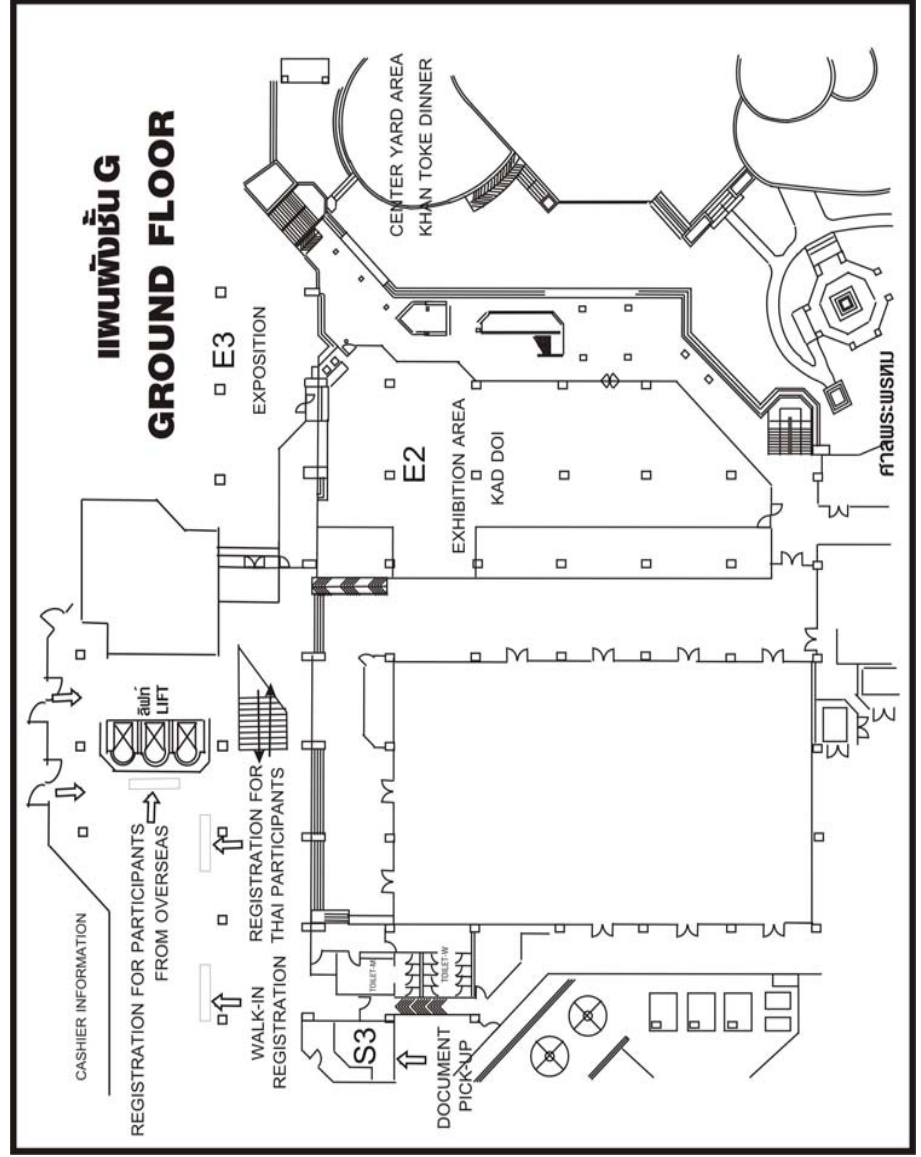 แผนผังชั้น G
GROUND FLOOR
CENTER YARD AREA
KHAN TOKE DINNER
E3
EXPOSITION
E2
EXHIBITION AREA
KAD DOI
ศาลพระพรหม
ลิฟท์
LIFT
CASHIER INFORMATION
REGISTRATION FOR PARTICIPANTS
FROM OVERSEAS
REGISTRATION FOR
THAI PARTICIPANTS
WALK-IN
REGISTRATION
TOILET-M
TOILET-W
S3
DOCUMENT
PICK-UP